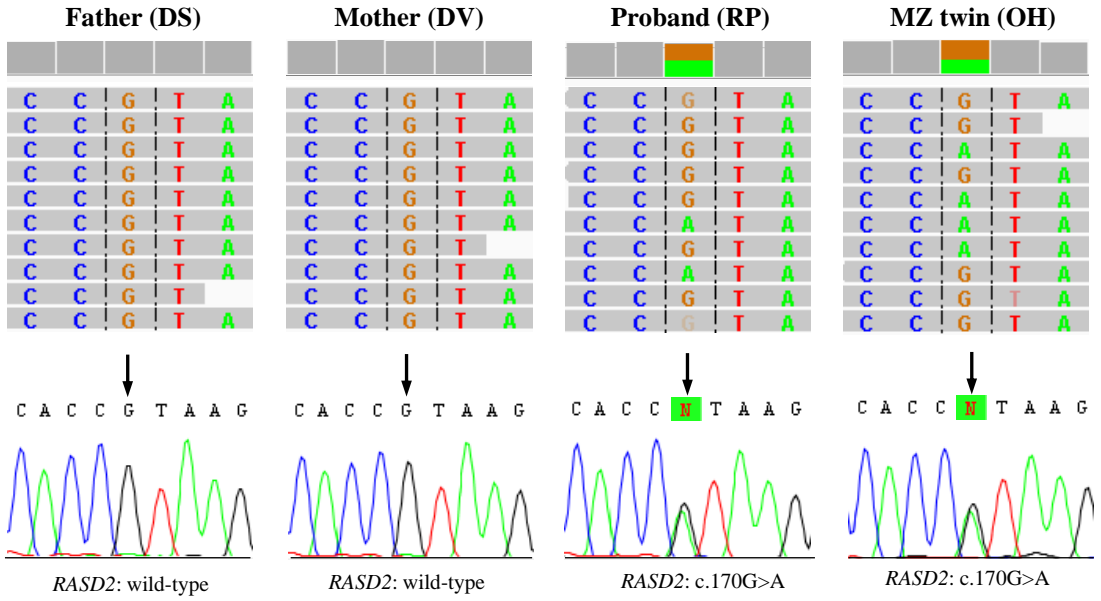 Father (DS) Mother (DV) Proband (RP) MZ twin (OH)
C C G T A C C G T A C C G T A C C G T A
C C G T A C C G T A C C G T A C C G T
C C G T A C C G T A C C G T A C C A T A
C C G T A C C G T A C C G T A C C G T A
C C G T A C C G T A C C G T A C C A T A
C C G T A C C G T A C C A T A C C A T A
C C G T A C C G T C C G T A C C A T A
C C G T A C C G T A C C A T A C C G T A
C C G T C C G T A C C G T A C C G T A
C C G T A C C G T A C C G T A C C G T A
C A C C G T A A G C A C C G T A A G C A C C N T A A G C A C C N T A A G
RASD2: wild-type RASD2: wild-type RASD2: c.170G>A RASD2: c.170G>A